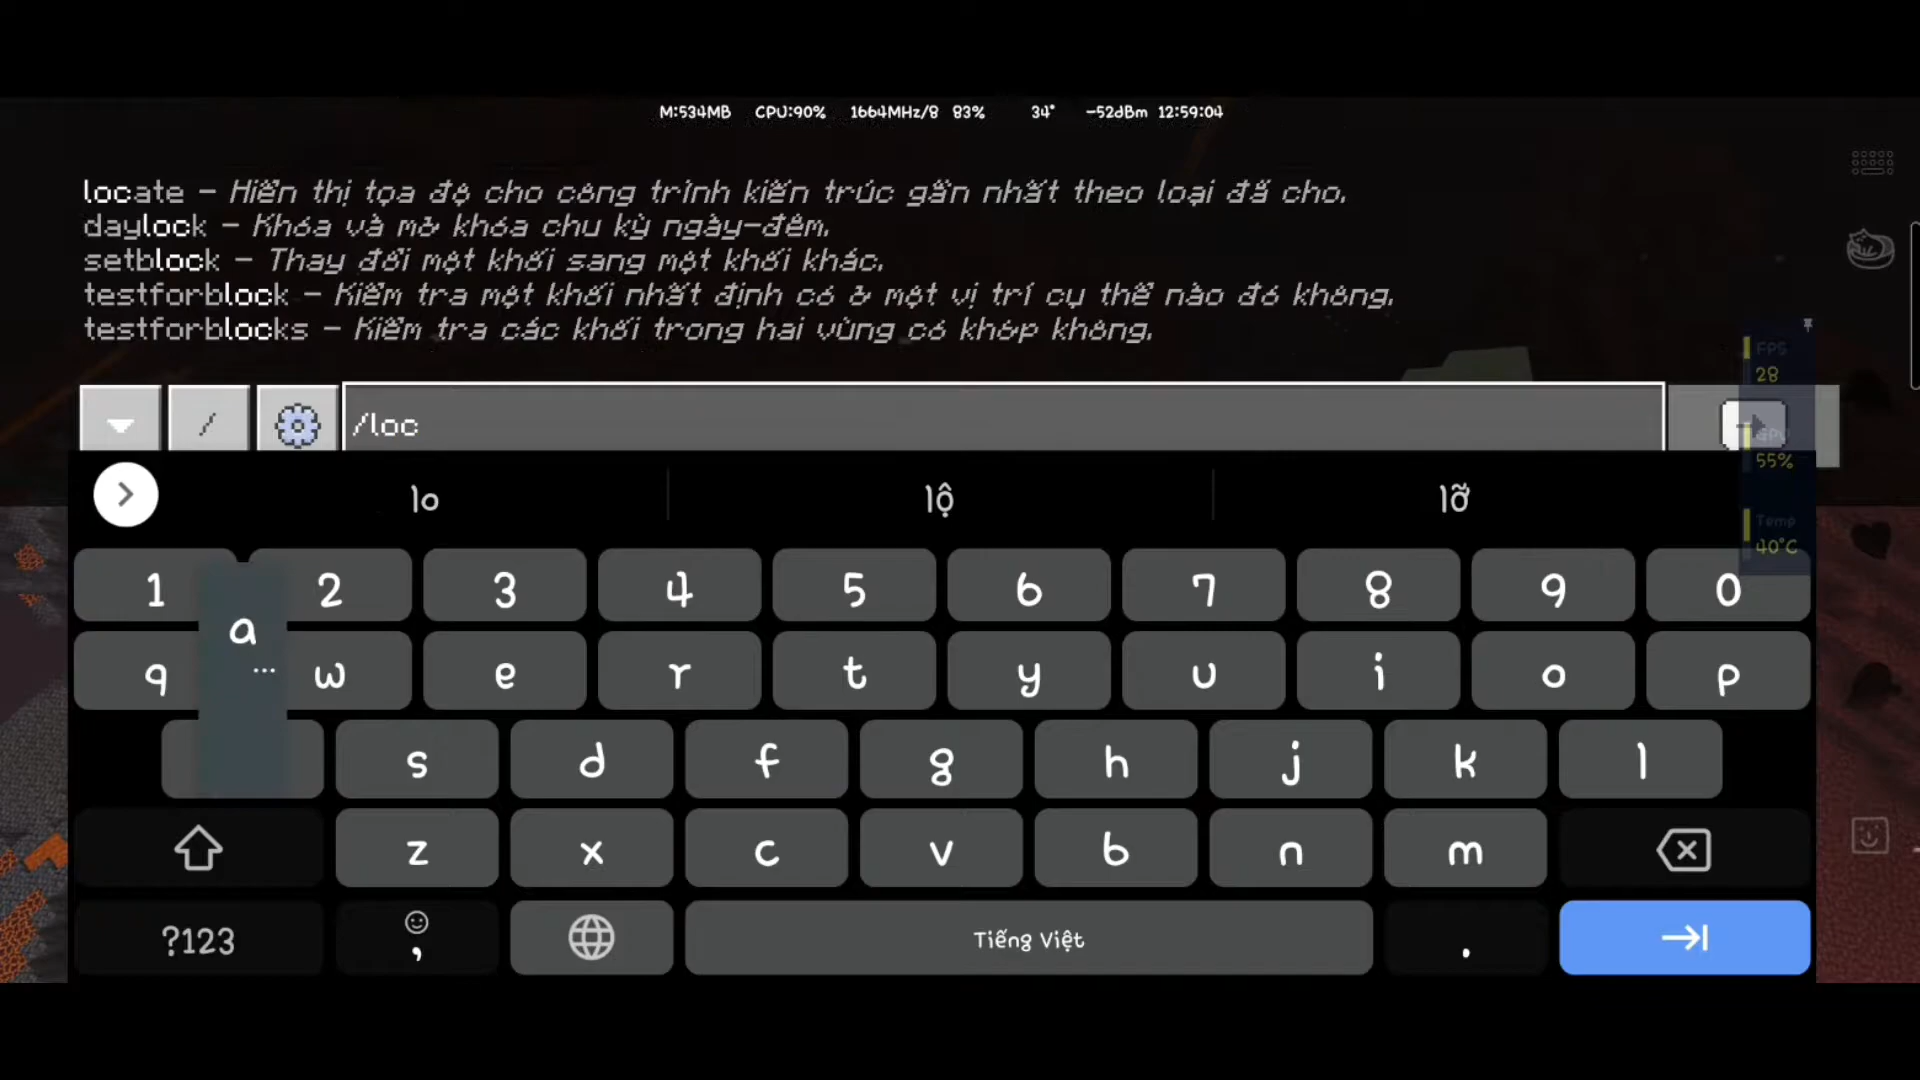 M:534MB CPU:90% 1664MHz/8 83% 34° -52dBm 12:59:04
locate - Hiển thị tọa độ cho công trình kiến trúc gần nhất theo loại đã cho.
daylock - Khóa và mở khóa chu kỳ ngày-đêm.
setblock - Thay đổi một khối sang một khối khác.
testforblock - Kiểm tra một khối nhất định có ở một vị trí cụ thể nào đó không.
testforblocks - Kiểm tra các khối trong hai vùng có khớp không.
FPS
28
/ /loc
GPU
55%
lo lộ lỡ
Temp
40°C
1 2 3 4 5 6 7 8 9 0
a
q w e r t y u i o p
s d f g h j k l
z x c v b n m
?123 , Tiếng Việt .